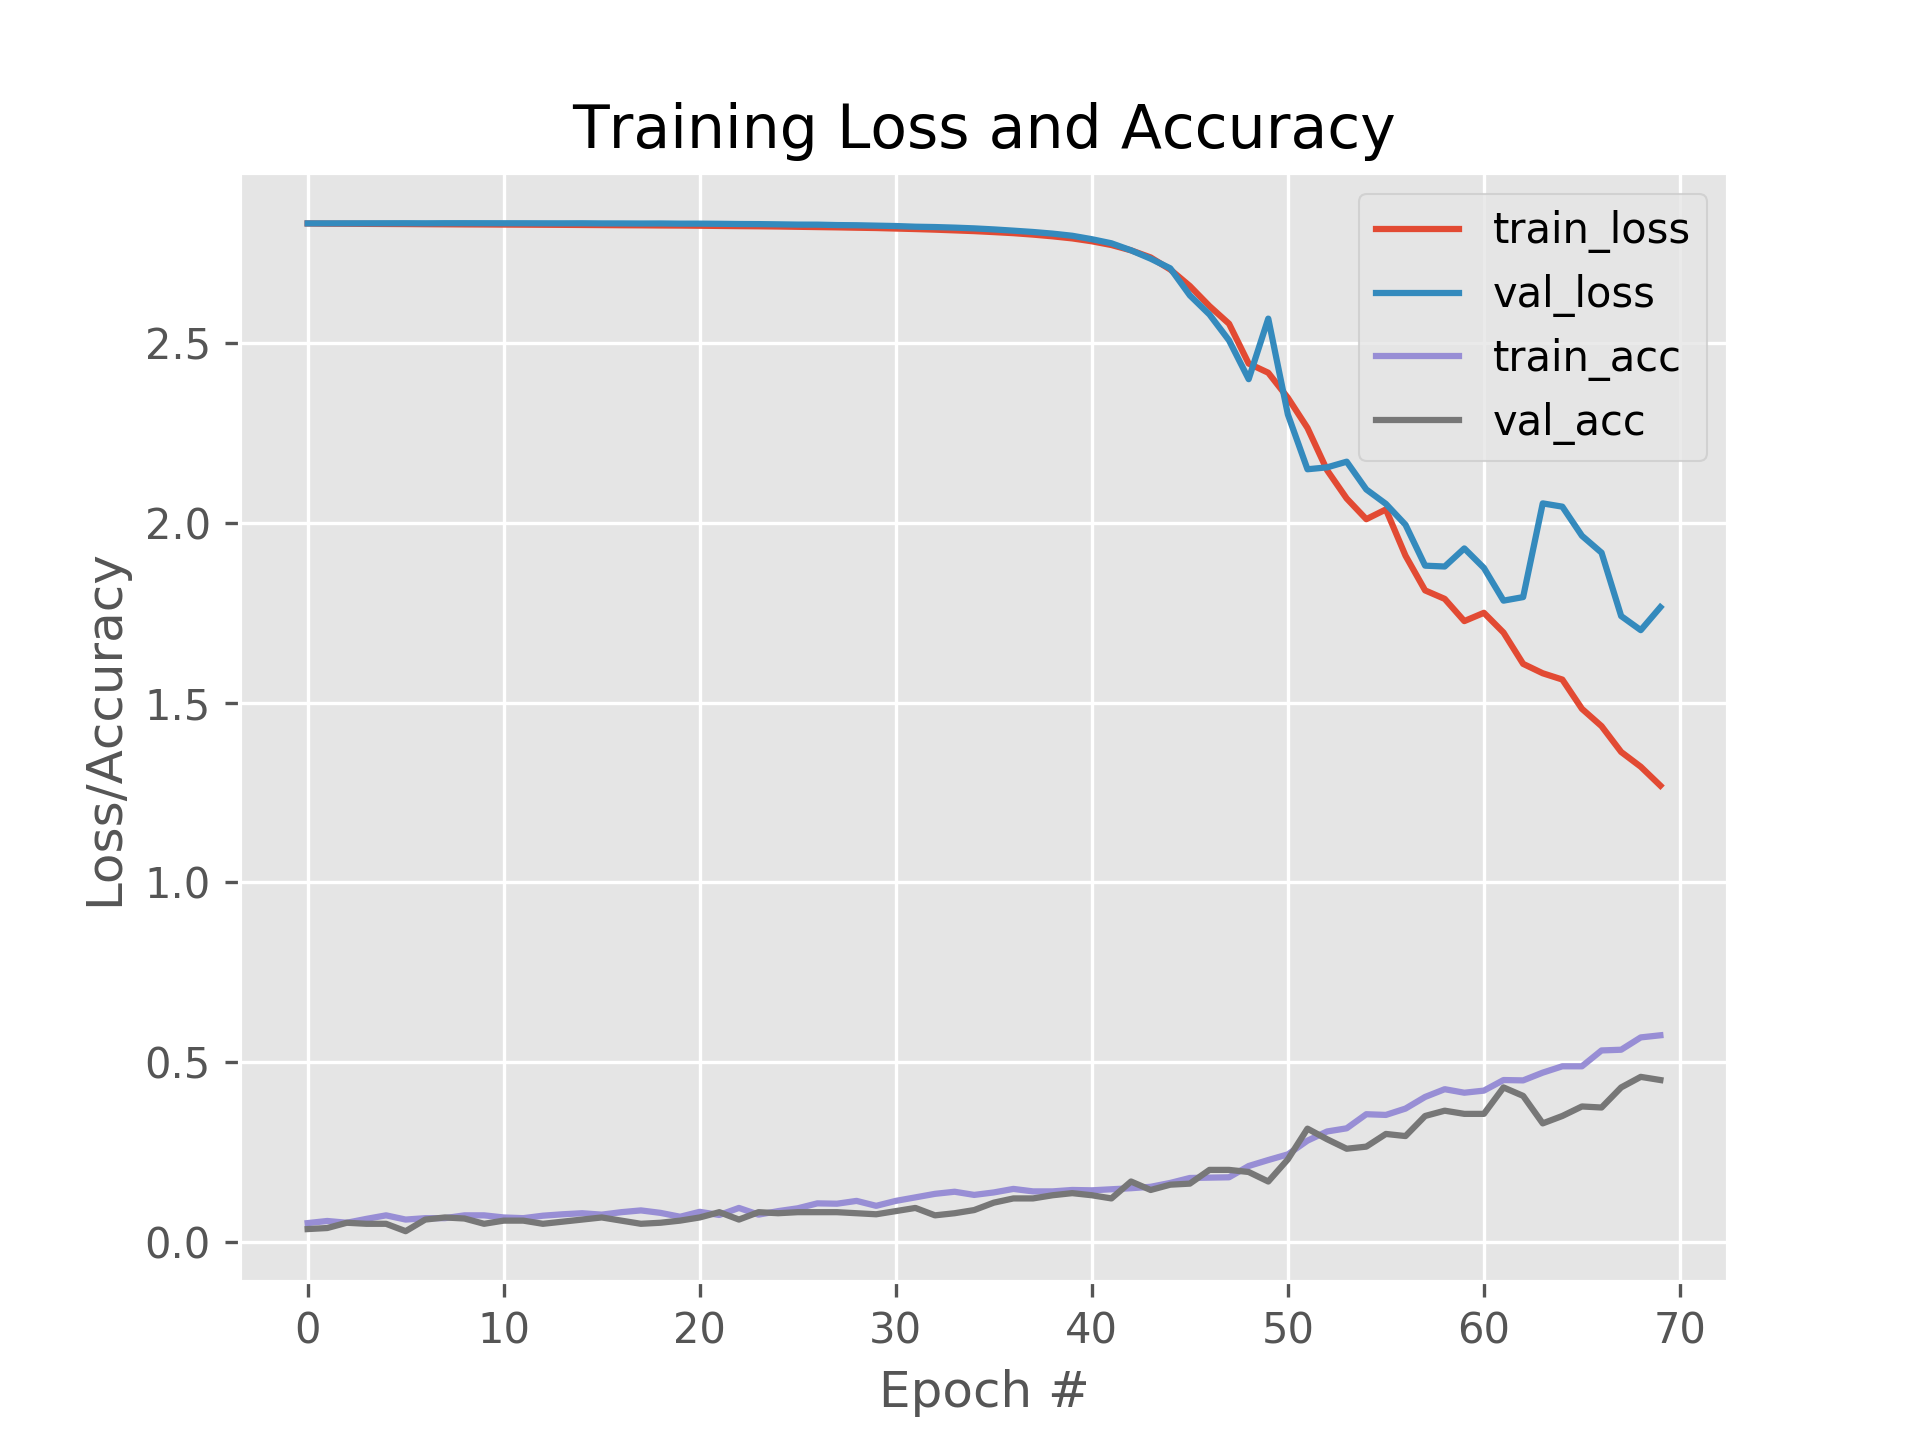 Training Loss and Accuracy
train_loss
val_loss
train_acc
val_acc
Loss/Accuracy
2.5
2.0
1.5
1.0
0.5
0.0
0 10 20 30 40 50 60 70
Epoch #